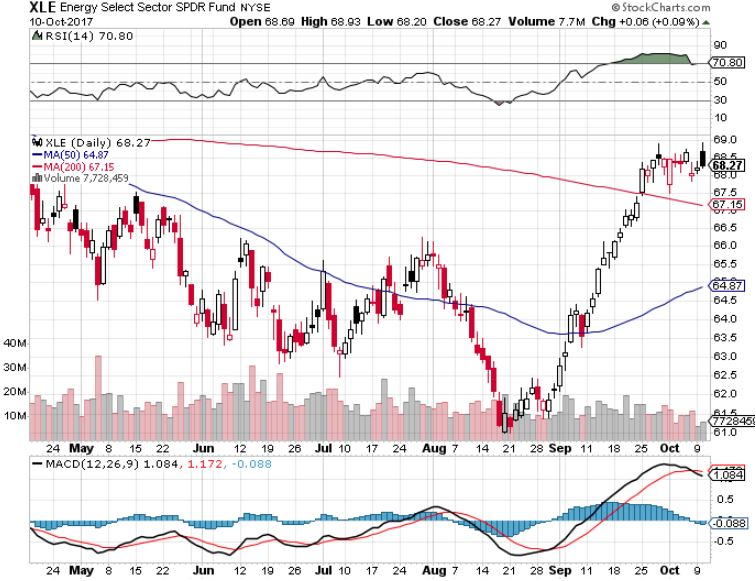 XLE Energy Select Sector SPDR Fund NYSE © StockCharts.com
10-Oct-2017 Open 68.69 High 68.93 Low 68.20 Close 68.27 Volume 7.7M Chg +0.06 (+0.09%)
RSI(14) 70.80
90
70.80
50
30
10
XLE (Daily) 68.27
MA(50) 64.87
MA(200) 67.15
Volume 7,728,459
69.0
68.27
68.0
67.5
67.15
66.5
66.0
65.5
64.87
64.5
64.0
63.5
63.0
62.5
62.0
61.5
7728459
61.0
40M
30M
20M
10M
24 May 8 15 22 Jun 12 19 26 Jul 10 17 24 Aug 7 14 21 28 Sep 11 18 25 Oct 9
MACD(12,26,9) 1.084, 1.172, -0.088
1.084
0.5
-0.088
-0.5
24 May 8 15 22 Jun 12 19 26 Jul 10 17 24 Aug 7 14 21 28 Sep 11 18 25 Oct 9